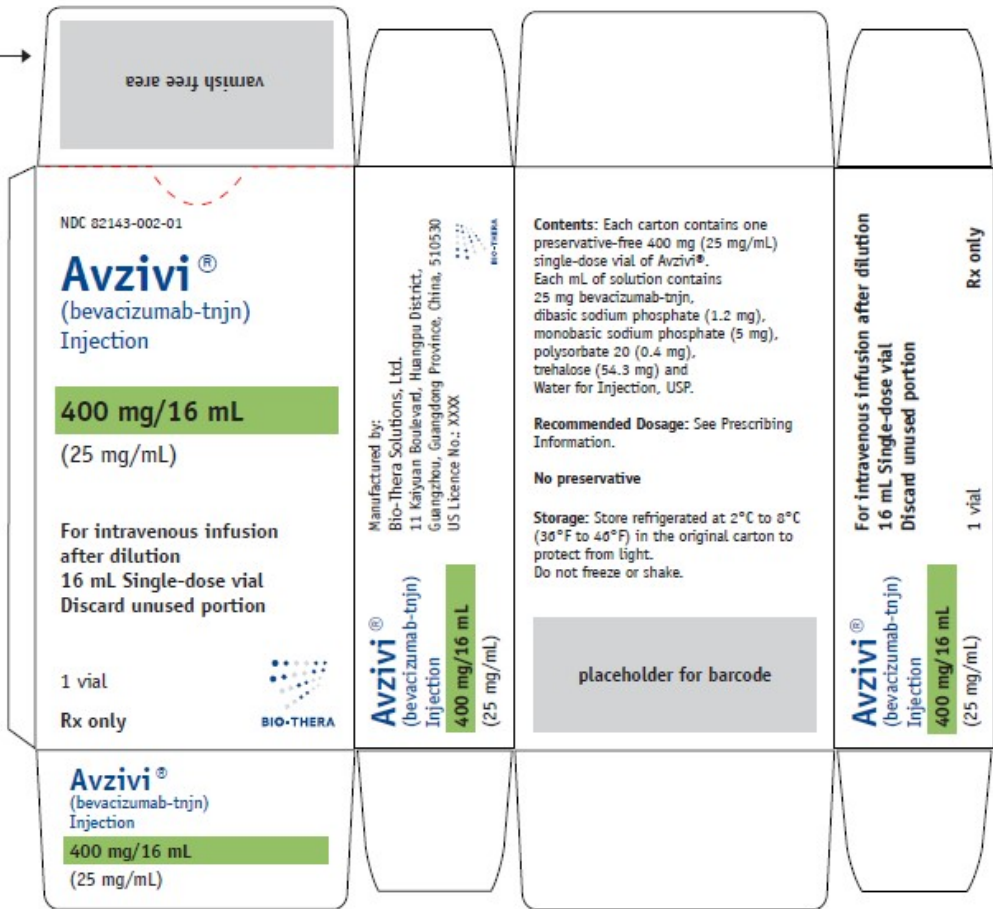 varnish free area
NDC 82143-002-01
Avzivi®
(bevacizumab-tnjn)
Injection
400 mg/16 mL
(25 mg/mL)
For intravenous infusion
after dilution
16 mL Single-dose vial
Discard unused portion
1 vial
Rx only
BIO-THERA
Avzivi®
(bevacizumab-tnjn)
Injection
400 mg/16 mL
(25 mg/mL)
Manufactured by:
Bio-Thera Solutions, Ltd.
11 Kaiyuan Boulevard, Huangpu District,
Guangzhou, Guangdong Province, China, 510530
US Licence No.: XXXX
BIO-THERA
Avzivi®
(bevacizumab-tnjn)
Injection
400 mg/16 mL
(25 mg/mL)
Contents: Each carton contains one
preservative-free 400 mg (25 mg/mL)
single-dose vial of Avzivi®.
Each mL of solution contains
25 mg bevacizumab-tnjn,
dibasic sodium phosphate (1.2 mg),
monobasic sodium phosphate (5 mg),
polysorbate 20 (0.4 mg),
trehalose (54.3 mg) and
Water for Injection, USP.
Recommended Dosage: See Prescribing
Information.
No preservative
Storage: Store refrigerated at 2°C to 8°C
(36°F to 46°F) in the original carton to
protect from light.
Do not freeze or shake.
placeholder for barcode
For intravenous infusion after dilution
16 mL Single-dose vial
Discard unused portion
1 vial
Rx only
Avzivi®
(bevacizumab-tnjn)
Injection
400 mg/16 mL
(25 mg/mL)